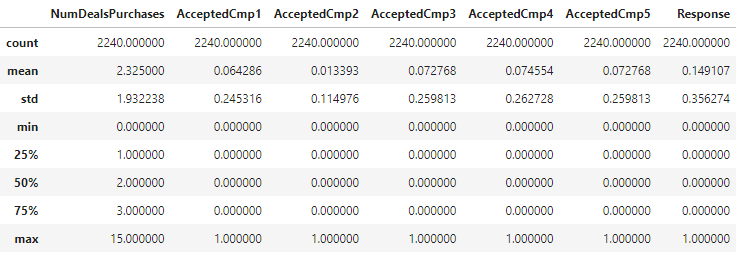 NumDealsPurchases AcceptedCmp1 AcceptedCmp2 AcceptedCmp3 AcceptedCmp4 AcceptedCmp5 Response
count 2240.000000 2240.000000 2240.000000 2240.000000 2240.000000 2240.000000 2240.000000
mean 2.325000 0.064286 0.013393 0.072768 0.074554 0.072768 0.149107
std 1.932238 0.245316 0.114976 0.259813 0.262728 0.259813 0.356274
min 0.000000 0.000000 0.000000 0.000000 0.000000 0.000000 0.000000
25% 1.000000 0.000000 0.000000 0.000000 0.000000 0.000000 0.000000
50% 2.000000 0.000000 0.000000 0.000000 0.000000 0.000000 0.000000
75% 3.000000 0.000000 0.000000 0.000000 0.000000 0.000000 0.000000
max 15.000000 1.000000 1.000000 1.000000 1.000000 1.000000 1.000000